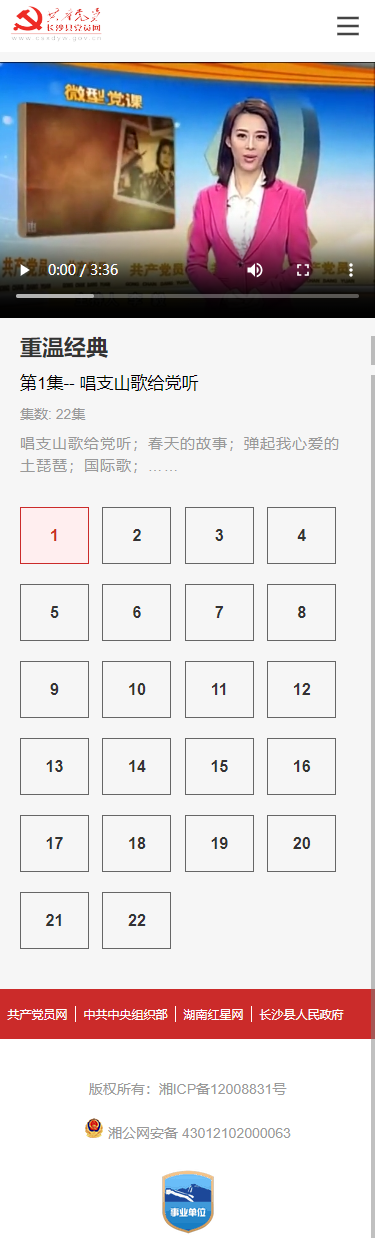 共产党员
长沙县党员网
www.csxdyw.gov.cn
微型党课
共产党员
共产党员
0:00 / 3:36
重温经典
第1集-- 唱支山歌给党听
集数: 22集
唱支山歌给党听；春天的故事；弹起我心爱的
土琵琶；国际歌；……
1 2 3 4
5 6 7 8
9 10 11 12
13 14 15 16
17 18 19 20
21 22
共产党员网 | 中共中央组织部 | 湖南红星网 | 长沙县人民政府
版权所有：湘ICP备12008831号
湘公网安备 43012102000063
事业单位